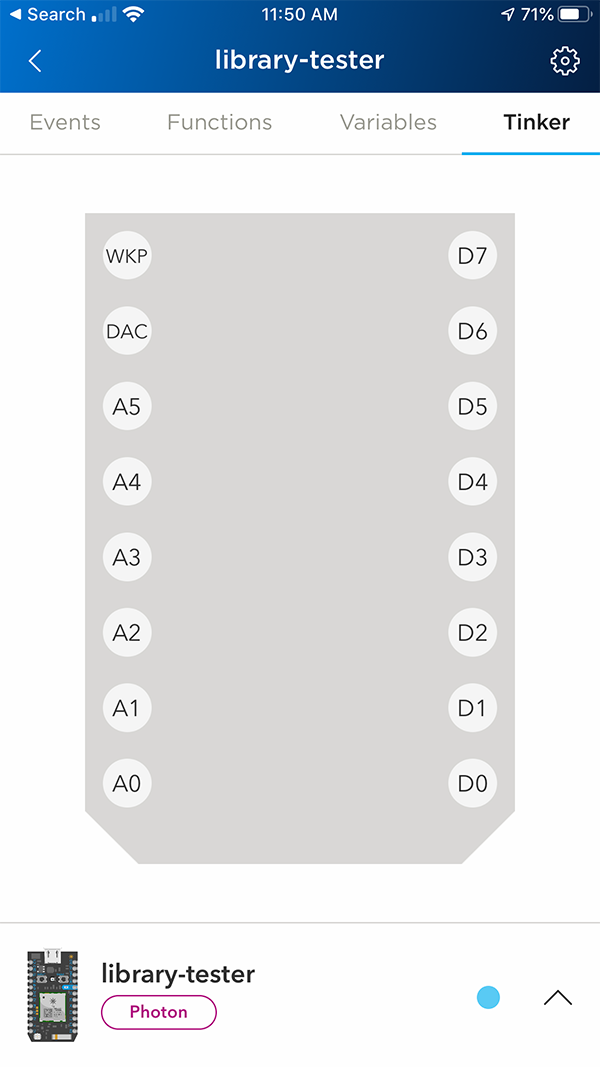 ◀ Search 11:50 AM 71%
library-tester
Events Functions Variables Tinker
WKP D7
DAC D6
A5 D5
A4 D4
A3 D3
A2 D2
A1 D1
A0 D0
library-tester
Photon